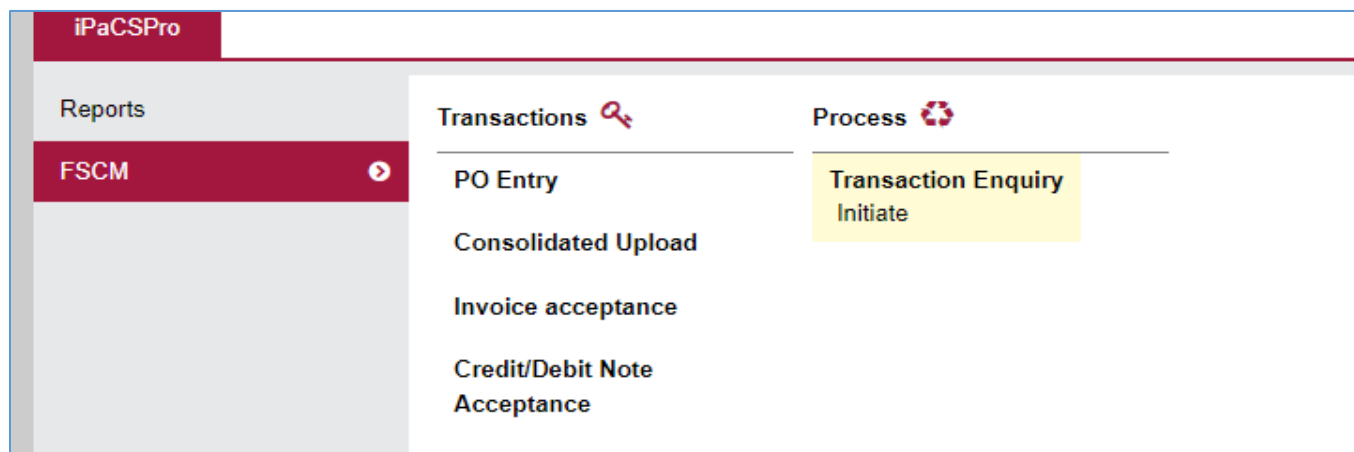 iPaCSPro
Reports
FSCM
Transactions
PO Entry
Consolidated Upload
Invoice acceptance
Credit/Debit Note
Acceptance
Process
Transaction Enquiry
Initiate